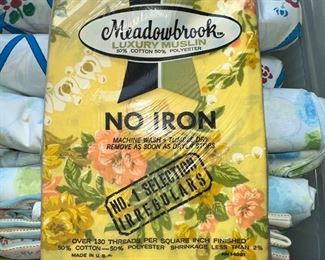 Meadowbrook
LUXURY MUSLIN
50% COTTON 50% POLYESTER
NO IRON
MACHINE WASH • TUMBLE DRY
REMOVE AS SOON AS DRYER STOPS
NO. 1 SELECTION
IRREGULARS
OVER 130 THREADS PER SQUARE INCH FINISHED
50% COTTON—50% POLYESTER SHRINKAGE LESS THAN 2%
MADE IN U.S.A.